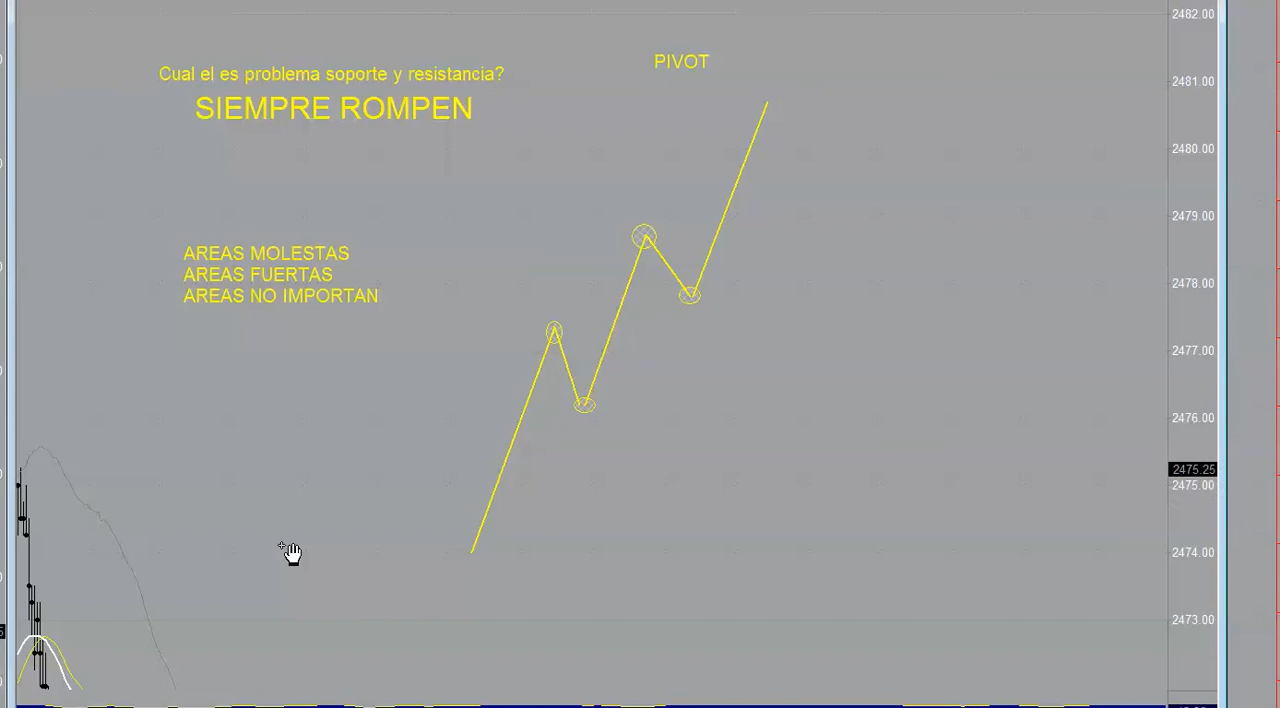 Cual el es problema soporte y resistancia?
SIEMPRE ROMPEN
PIVOT
AREAS MOLESTAS
AREAS FUERTAS
AREAS NO IMPORTAN
2482.00
2481.00
2480.00
2479.00
2478.00
2477.00
2476.00
2475.25
2475.00
2474.00
2473.00